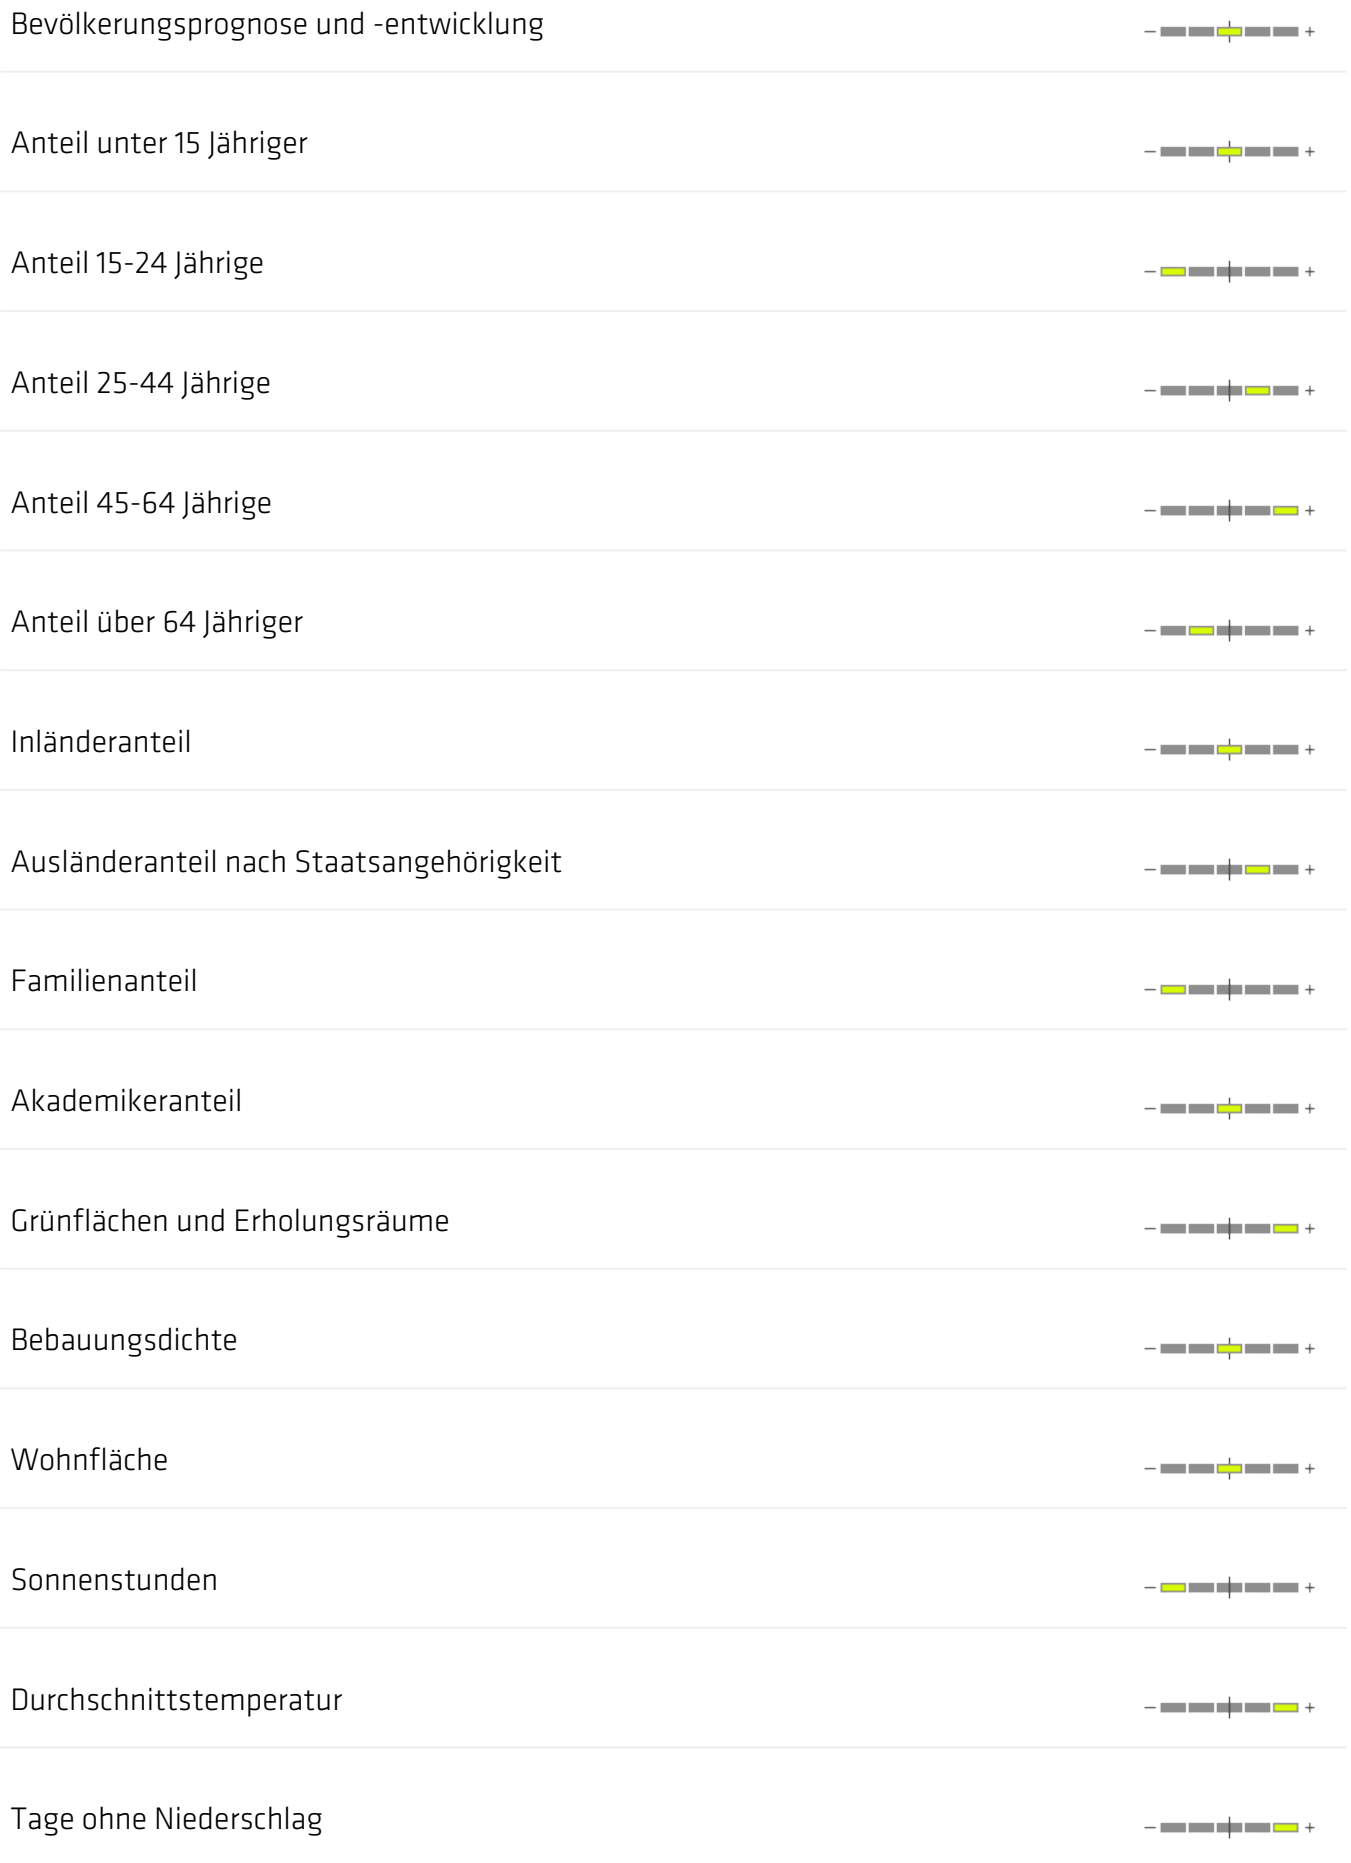 Bevölkerungsprognose und -entwicklung - +
Anteil unter 15 Jähriger - +
Anteil 15-24 Jährige - +
Anteil 25-44 Jährige - +
Anteil 45-64 Jährige - +
Anteil über 64 Jähriger - +
Inländeranteil - +
Ausländeranteil nach Staatsangehörigkeit - +
Familienanteil - +
Akademikeranteil - +
Grünflächen und Erholungsräume - +
Bebauungsdichte - +
Wohnfläche - +
Sonnenstunden - +
Durchschnittstemperatur - +
Tage ohne Niederschlag - +